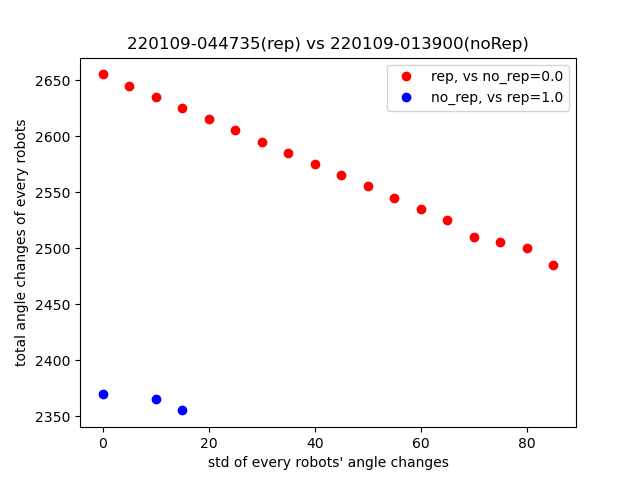 220109-044735(rep) vs 220109-013900(noRep)
rep, vs no_rep=0.0
no_rep, vs rep=1.0
total angle changes of every robots
2650
2600
2550
2500
2450
2400
2350
0 20 40 60 80
std of every robots' angle changes